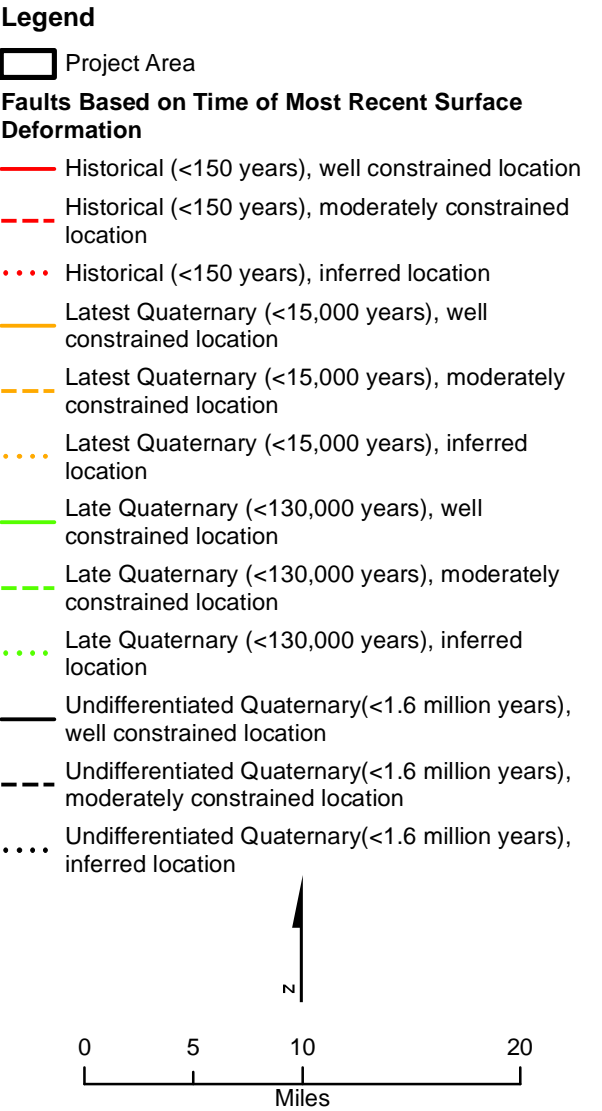 Legend
Project Area
Faults Based on Time of Most Recent Surface
Deformation
Historical (<150 years), well constrained location
Historical (<150 years), moderately constrained
location
Historical (<150 years), inferred location
Latest Quaternary (<15,000 years), well
constrained location
Latest Quaternary (<15,000 years), moderately
constrained location
Latest Quaternary (<15,000 years), inferred
location
Late Quaternary (<130,000 years), well
constrained location
Late Quaternary (<130,000 years), moderately
constrained location
Late Quaternary (<130,000 years), inferred
location
Undifferentiated Quaternary(<1.6 million years),
well constrained location
Undifferentiated Quaternary(<1.6 million years),
moderately constrained location
Undifferentiated Quaternary(<1.6 million years),
inferred location
N
0 5 10 20
Miles